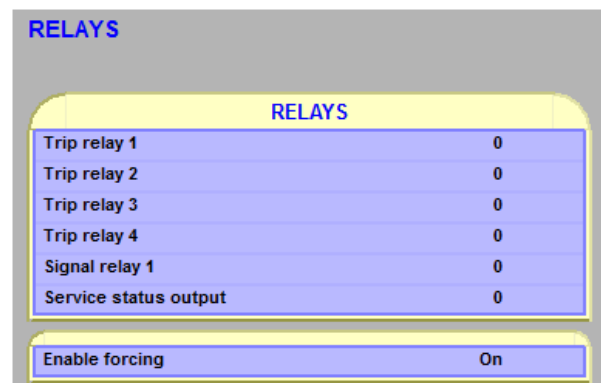 RELAYS
RELAYS
Trip relay 1 0
Trip relay 2 0
Trip relay 3 0
Trip relay 4 0
Signal relay 1 0
Service status output 0
Enable forcing On